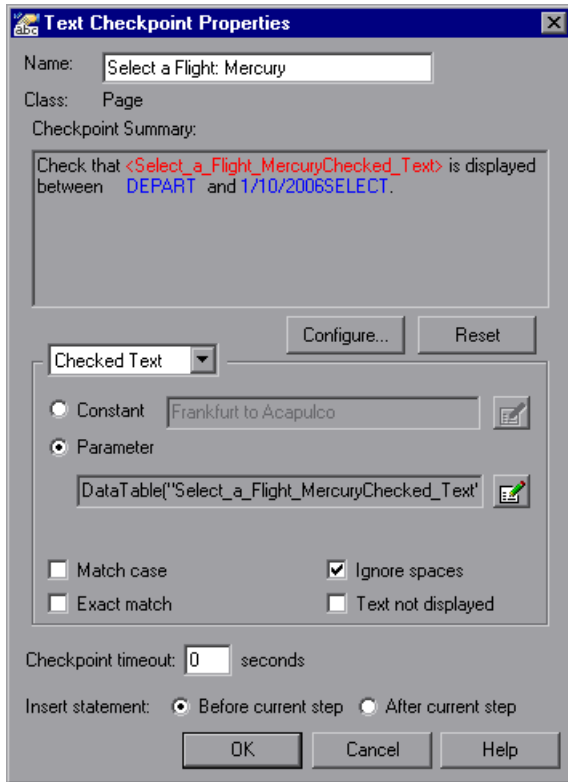 Text Checkpoint Properties
Name: Select a Flight: Mercury
Class: Page
Checkpoint Summary:
Check that <Select_a_Flight_MercuryChecked_Text> is displayed
between DEPART and 1/10/2006SELECT.
Configure... Reset
Checked Text
Constant Frankfurt to Acapulco
Parameter
DataTable("Select_a_Flight_MercuryChecked_Text"
Match case Ignore spaces
Exact match Text not displayed
Checkpoint timeout: 0 seconds
Insert statement: Before current step After current step
OK Cancel Help